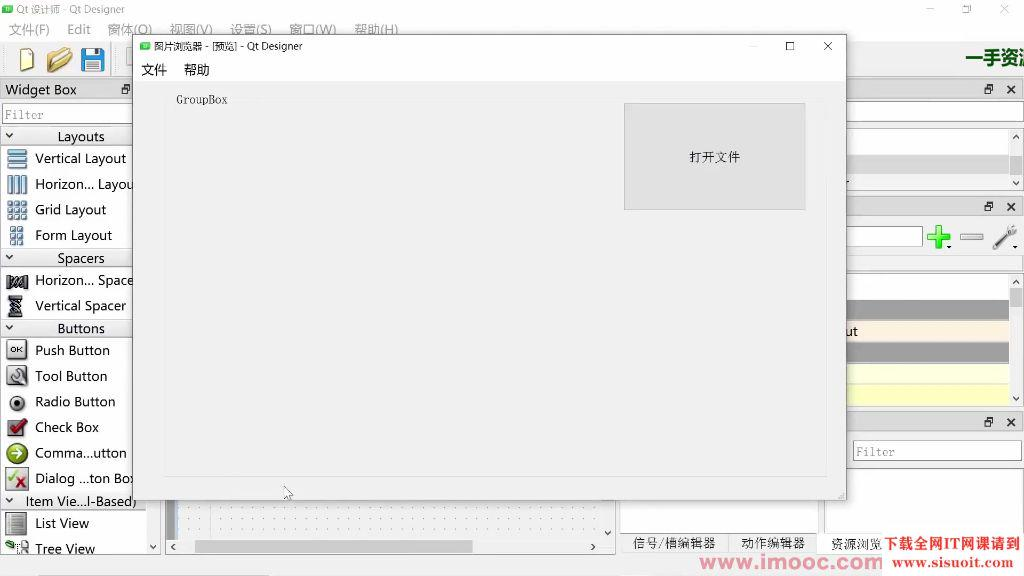 Qt 设计师 - Qt Designer
文件(F) Edit 窗体(O) 视图(V) 设置(S) 窗口(W) 帮助(H)
图片浏览器 - [预览] - Qt Designer
文件 帮助
一手资源
Widget Box
Filter
Layouts
Vertical Layout
Horizon... Layou
Grid Layout
Form Layout
Spacers
Horizon... Space
Vertical Spacer
Buttons
OK Push Button
Tool Button
Radio Button
Check Box
Comma...utton
Dialog ...ton Box
Item Vie...l-Based)
List View
Tree View
GroupBox
打开文件
ut
Filter
信号/槽编辑器 动作编辑器 资源浏览
下载全网IT网课请到
www.imooc.com
www.sisuoit.com